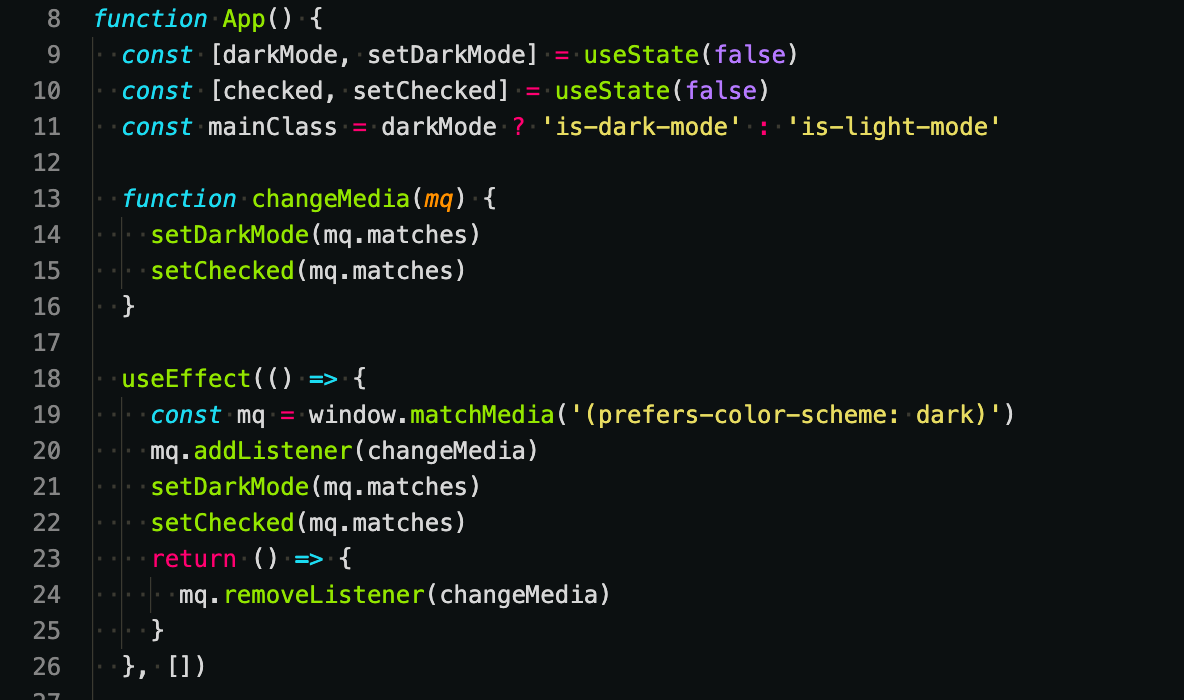 8 function App() {
9   const [darkMode, setDarkMode] = useState(false)
10   const [checked, setChecked] = useState(false)
11   const mainClass = darkMode ? 'is-dark-mode' : 'is-light-mode'
12
13   function changeMedia(mq) {
14     setDarkMode(mq.matches)
15     setChecked(mq.matches)
16   }
17
18   useEffect(() => {
19     const mq = window.matchMedia('(prefers-color-scheme: dark)')
20     mq.addListener(changeMedia)
21     setDarkMode(mq.matches)
22     setChecked(mq.matches)
23     return () => {
24       mq.removeListener(changeMedia)
25     }
26   }, [])
27